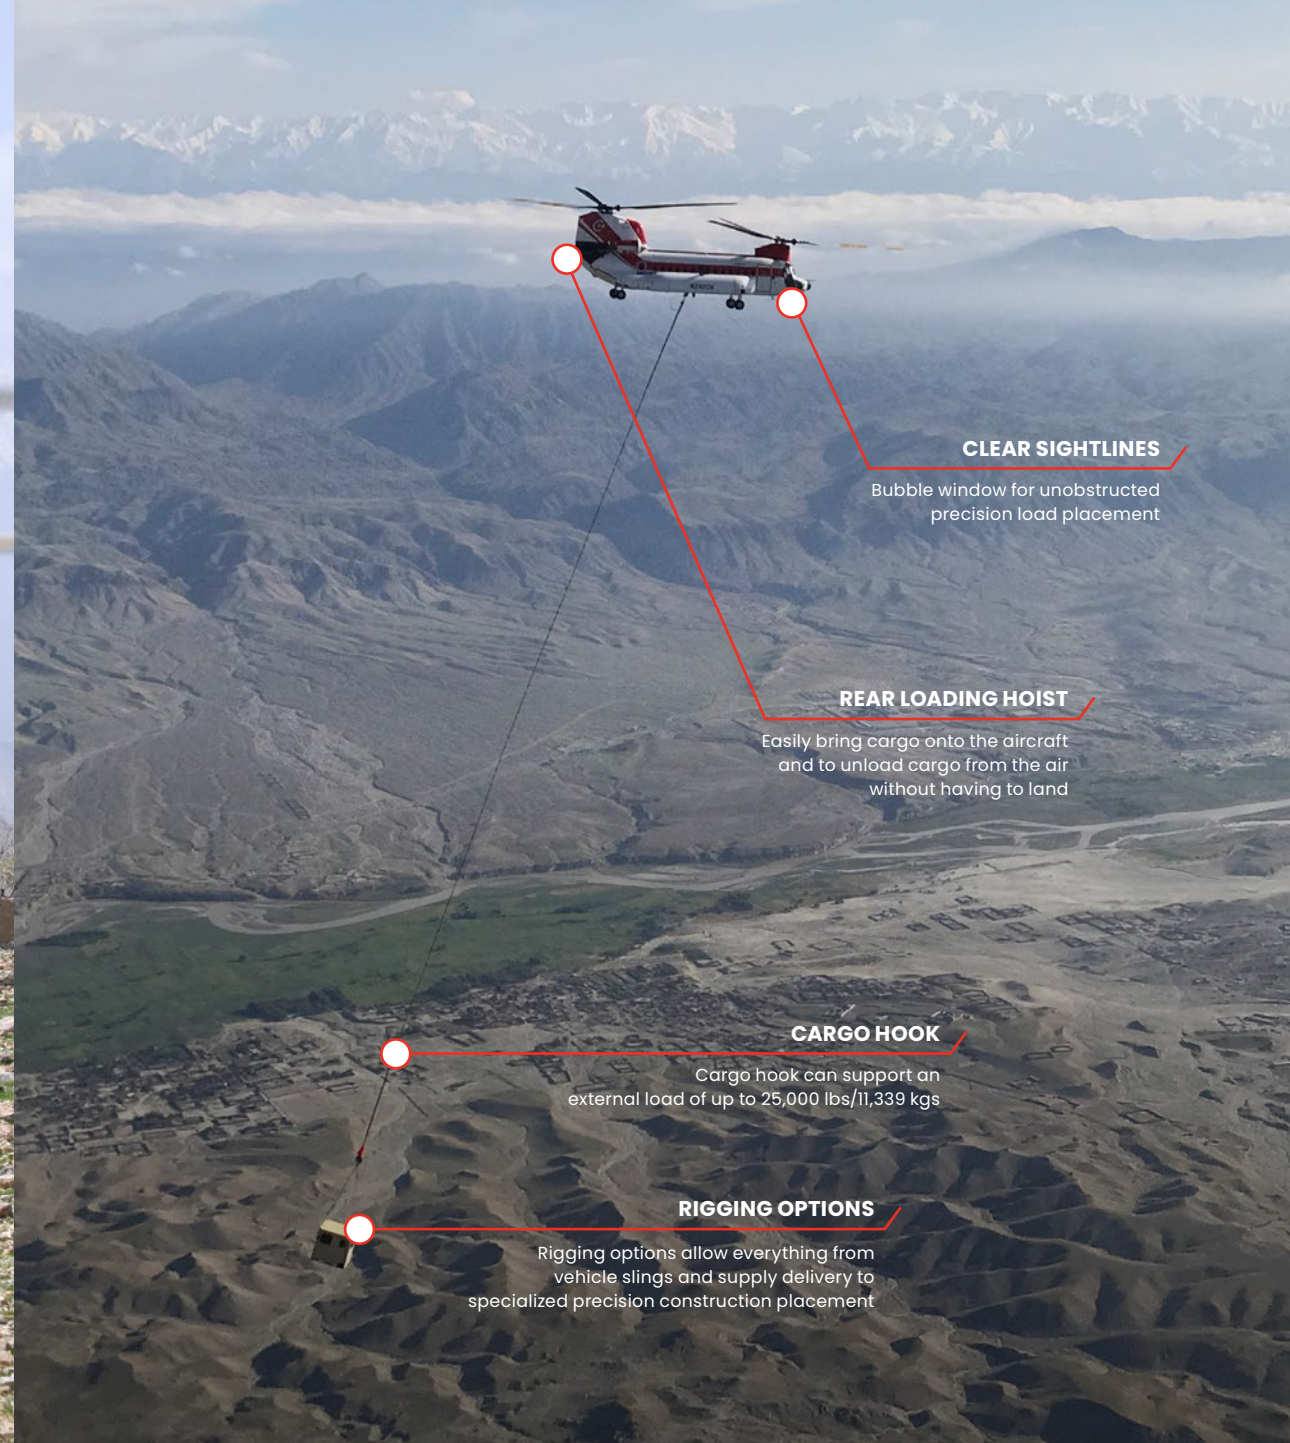 CLEAR SIGHTLINES
Bubble window for unobstructed
precision load placement
REAR LOADING HOIST
Easily bring cargo onto the aircraft
and to unload cargo from the air
without having to land
CARGO HOOK
Cargo hook can support an
external load of up to 25,000 lbs/11,339 kgs
RIGGING OPTIONS
Rigging options allow everything from
vehicle slings and supply delivery to
specialized precision construction placement